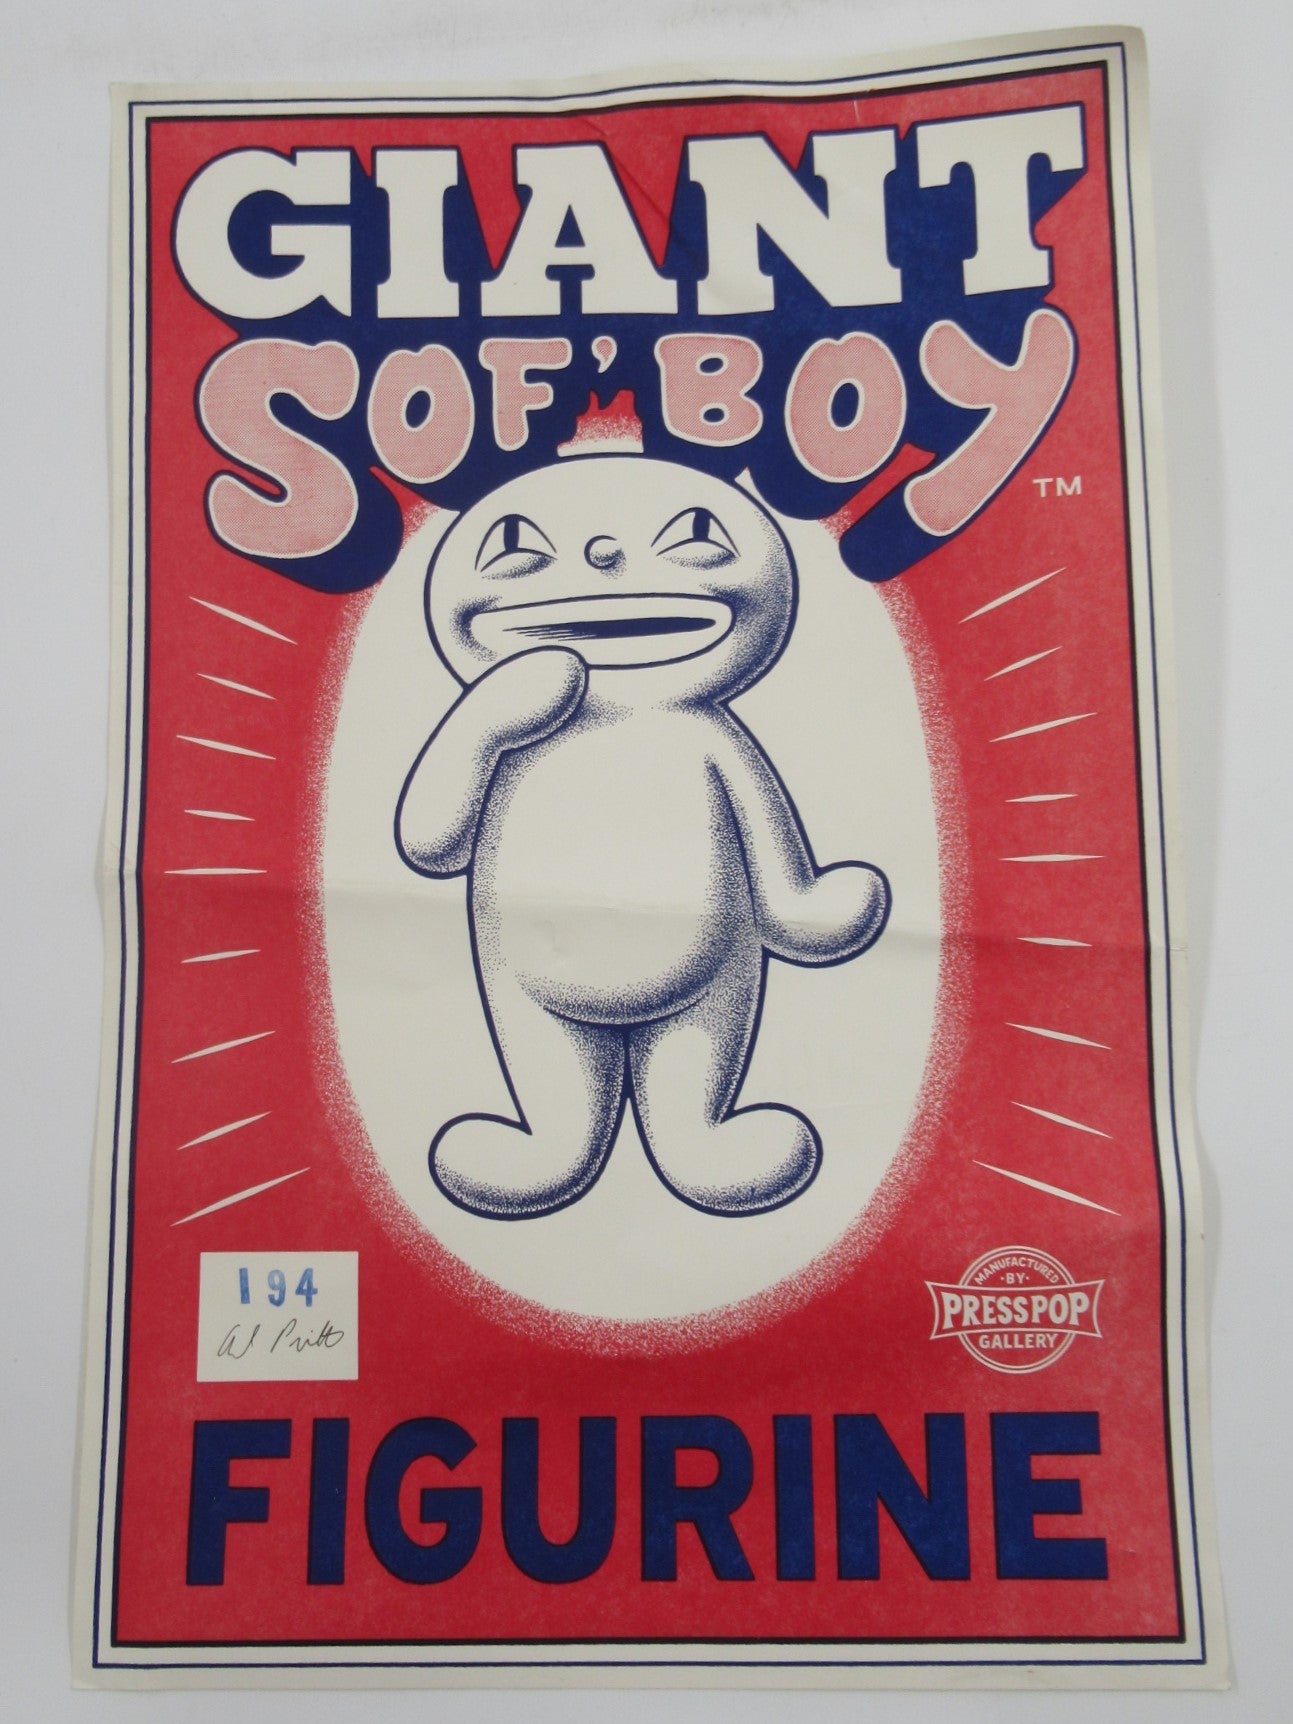 GIANT
SOF' BOY
TM
194
MANUFACTURED
·BY·
PRESSPOP
GALLERY
FIGURINE